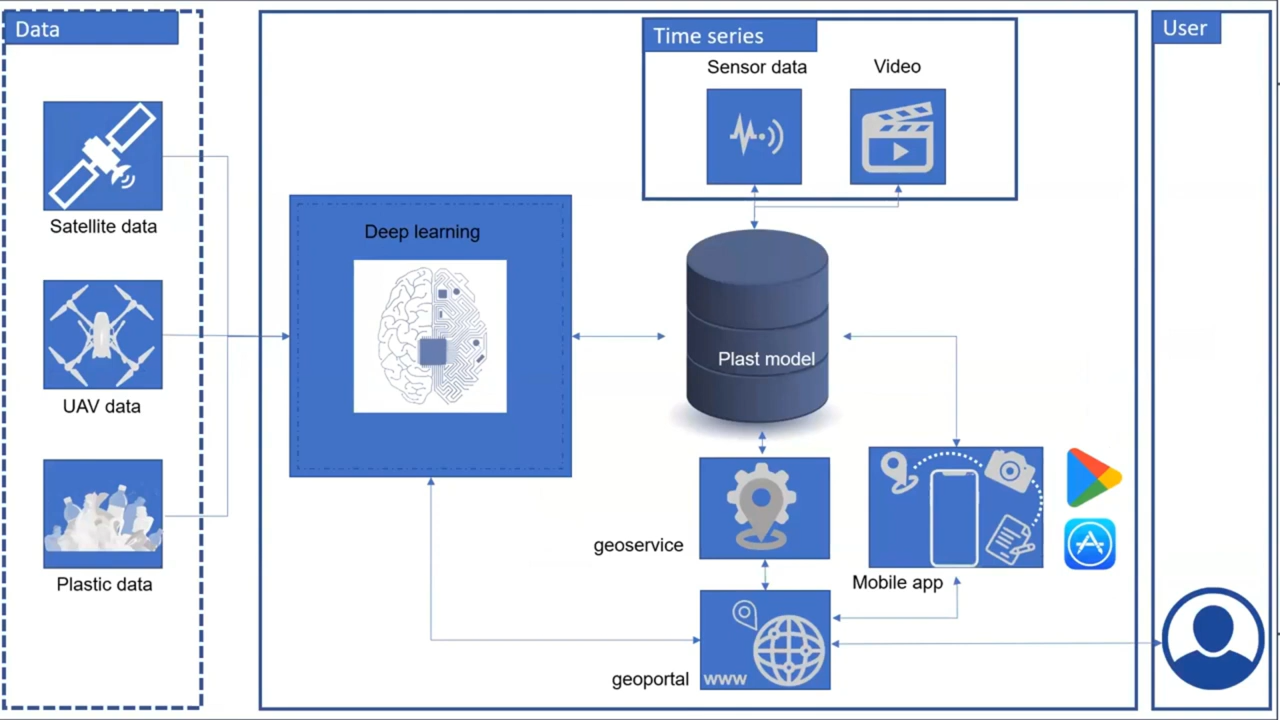 Data
Satellite data
UAV data
Plastic data
Deep learning
Time series
Sensor data
Video
Plast model
geoservice
geoportal
www
Mobile app
User